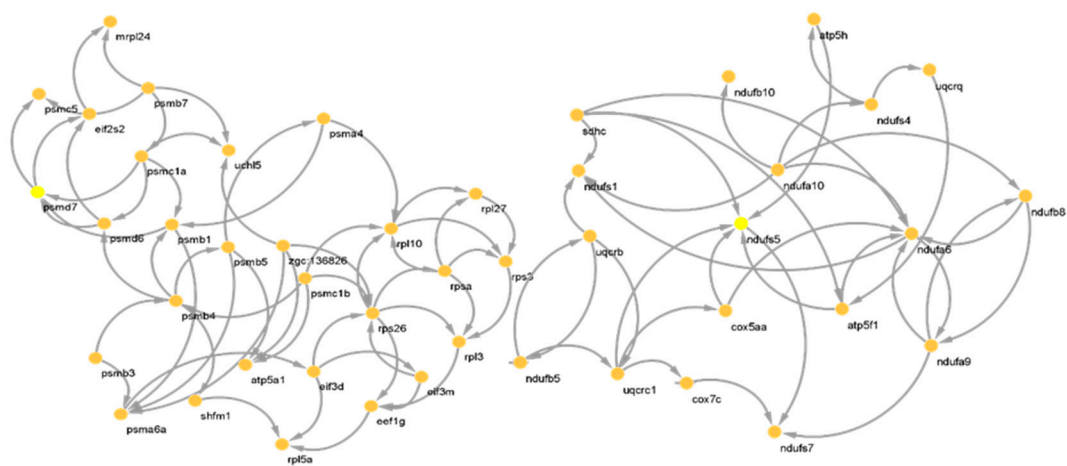 mrpl24
atp5h
uqcrq
ndufb10
psmc5
psmb7
ndufs4
eif2s2
psma4
sdhc
uchl5
psmc1a
ndufs1
ndufa10
psmd7
rpl27
ndufb8
psmd6
psmb1
rpl10
ndufs5
ndufa6
uqcrb
psmb5
zgc:136826
rps3
psmc1b
rpsa
psmb4
rps26
cox5aa
atp5f1
rpl3
ndufa9
psmb3
atp5a1
eif3d
eif3m
ndufb5
uqcrc1
cox7c
psma6a
shfm1
eef1g
rpl5a
ndufs7